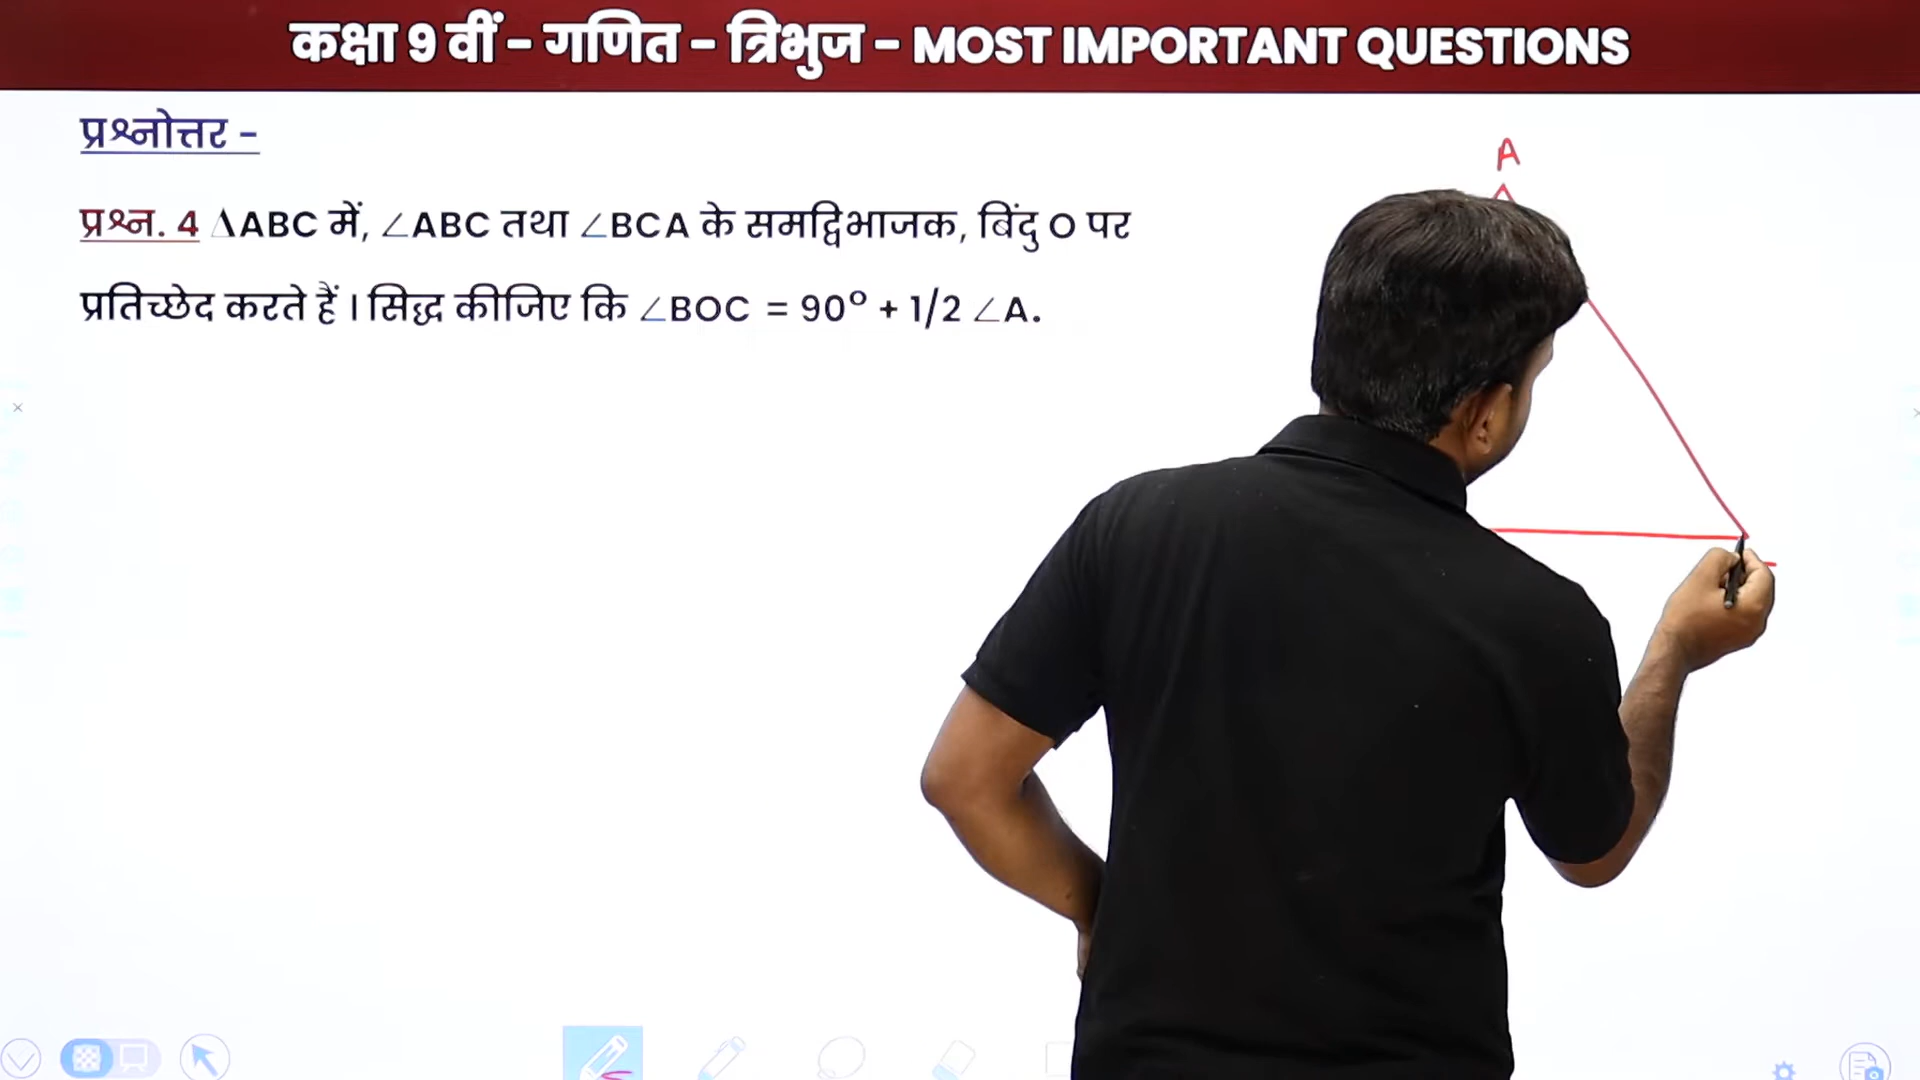 कक्षा 9 वीं – गणित – त्रिभुज – MOST IMPORTANT QUESTIONS
प्रश्नोत्तर –
प्रश्न. 4 ΔABC में, ∠ABC तथा ∠BCA के समद्विभाजक, बिंदु O पर
प्रतिच्छेद करते हैं । सिद्ध कीजिए कि ∠BOC = 90° + 1/2 ∠A.
A